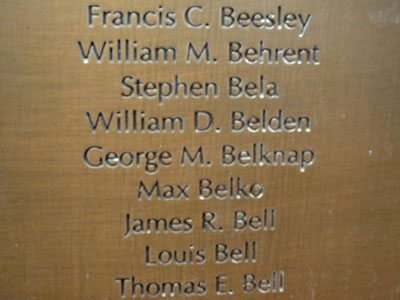 Francis C. Beesley
William M. Behrent
Stephen Bela
William D. Belden
George M. Belknap
Max Belko
James R. Bell
Louis Bell
Thomas E. Bell